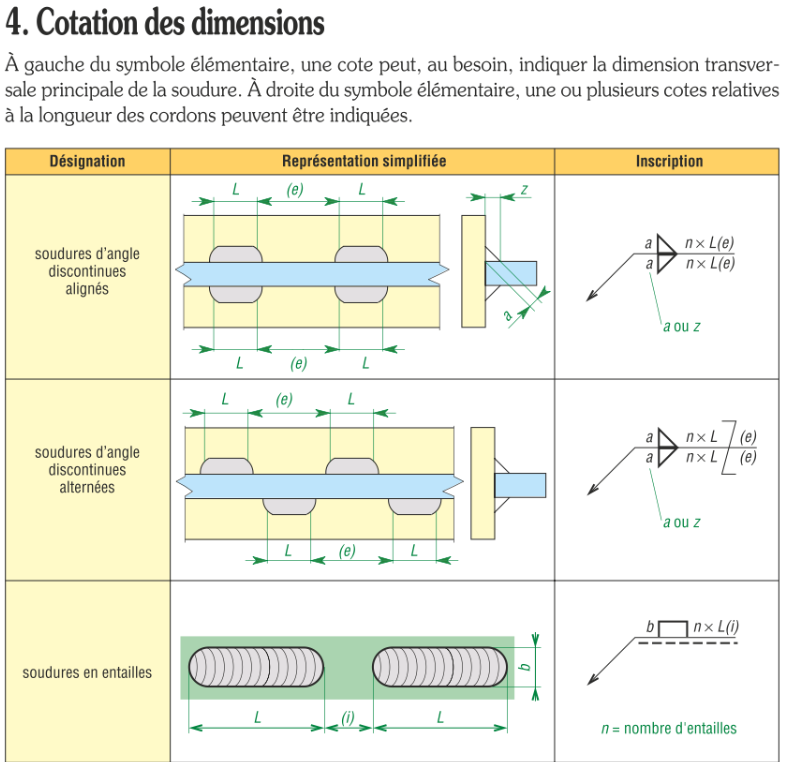 4. Cotation des dimensions
À gauche du symbole élémentaire, une cote peut, au besoin, indiquer la dimension transver-
sale principale de la soudure. À droite du symbole élémentaire, une ou plusieurs cotes relatives
à la longueur des cordons peuvent être indiquées.
Désignation
Représentation simplifiée
Inscription
soudures d'angle
discontinues
alignés
L (e) L
z
a
L (e) L
a n × L(e)
a n × L(e)
a ou z
soudures d'angle
discontinues
alternées
L (e) L
L (e) L
a n × L (e)
a n × L (e)
a ou z
soudures en entailles
b
L (i) L
b n × L(i)
n = nombre d'entailles